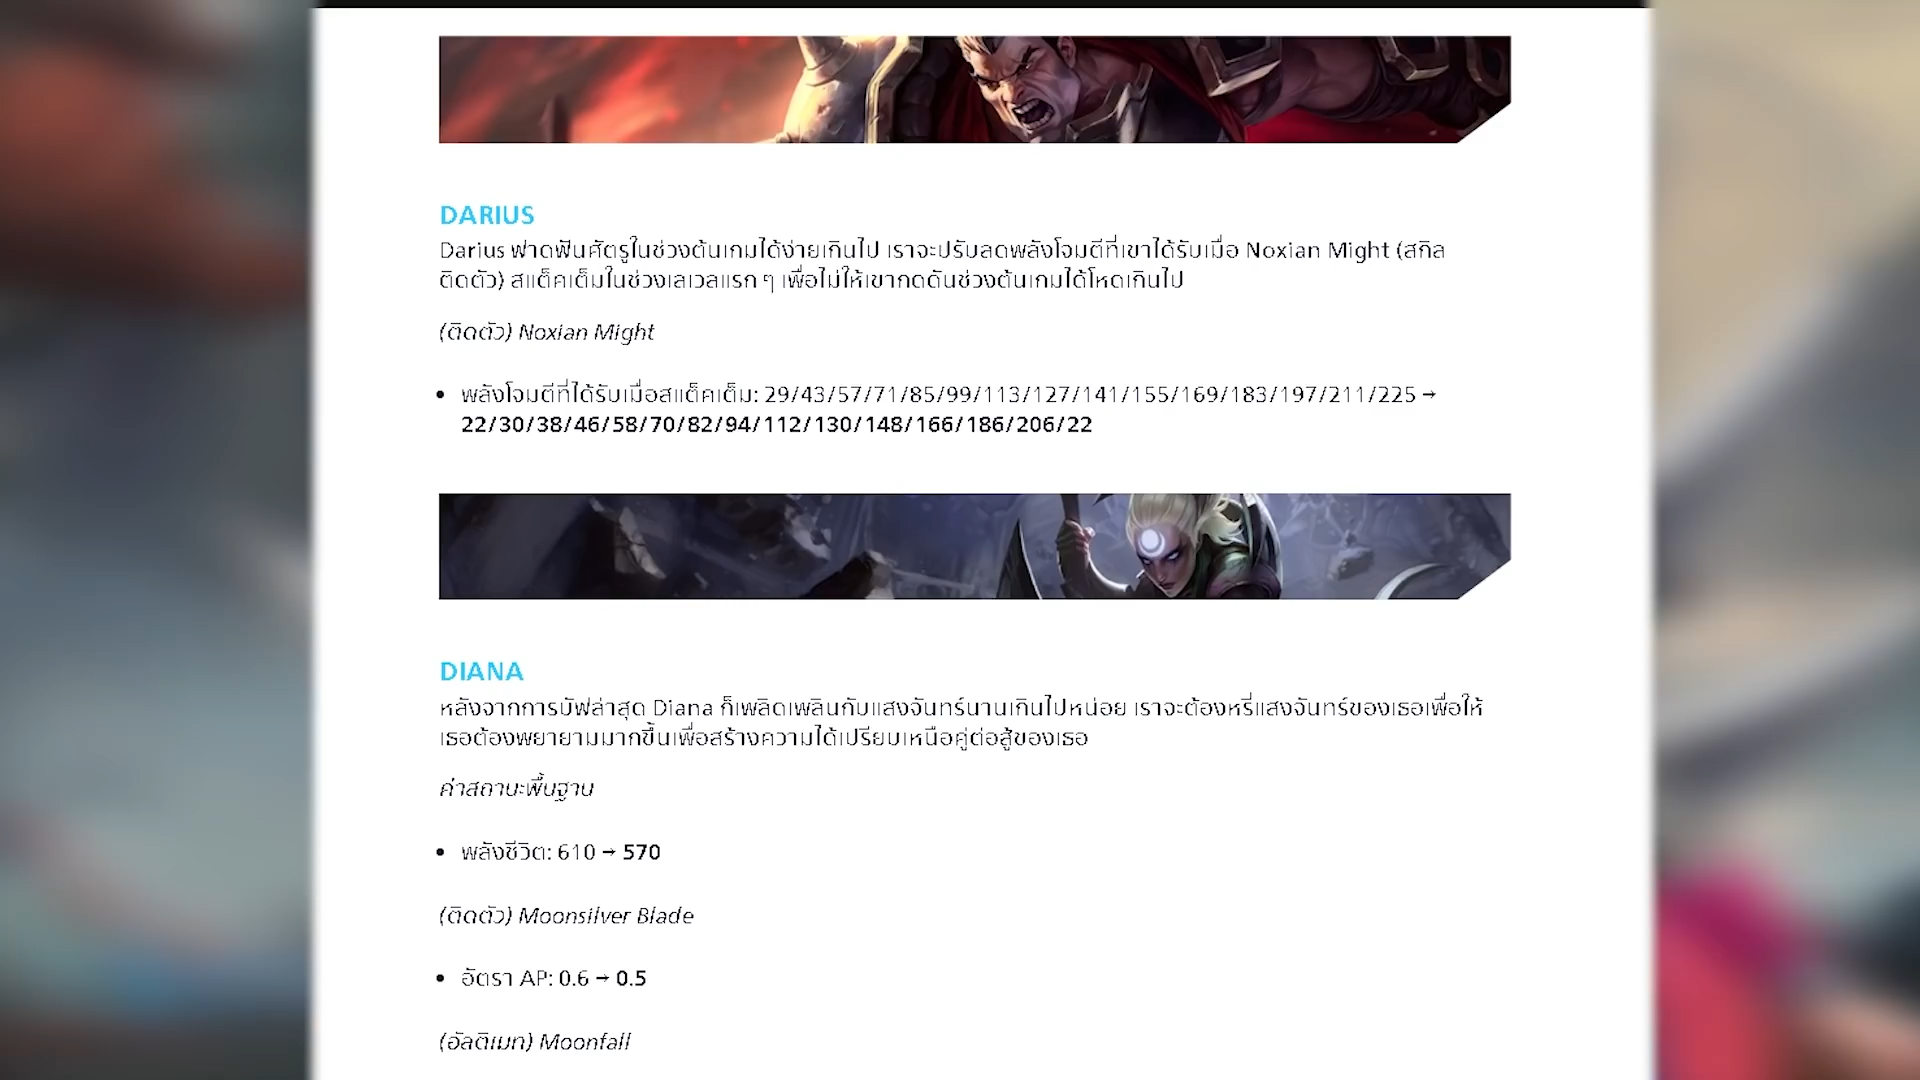 DARIUS
Darius ฟาดฟันศัตรูในช่วงต้นเกมได้ง่ายเกินไป เราจะปรับลดพลังโจมตีที่เขาได้รับเมื่อ Noxian Might (สกิล
ติดตัว) สแต็คเต็มในช่วงเลเวลแรก ๆ เพื่อไม่ให้เขากดดันช่วงต้นเกมได้โหดเกินไป
(ติดตัว) Noxian Might
• พลังโจมตีที่ได้รับเมื่อสแต็คเต็ม: 29/43/57/71/85/99/113/127/141/155/169/183/197/211/225 →
22/30/38/46/58/70/82/94/112/130/148/166/186/206/22
DIANA
หลังจากการบัฟล่าสุด Diana ก็เพลิดเพลินกับแสงจันทร์นานเกินไปหน่อย เราจะต้องหรี่แสงจันทร์ของเธอเพื่อให้
เธอต้องพยายามมากขึ้นเพื่อสร้างความได้เปรียบเหนือคู่ต่อสู้ของเธอ
ค่าสถานะพื้นฐาน
• พลังชีวิต: 610 → 570
(ติดตัว) Moonsilver Blade
• อัตรา AP: 0.6 → 0.5
(อัลติเมท) Moonfall